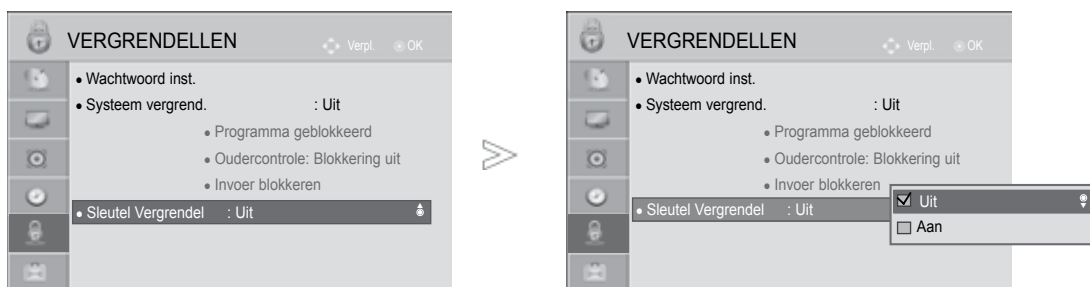 VERGRENDELLEN Verpl. OK
• Wachtwoord inst.
• Systeem vergrend. : Uit
• Programma geblokkeerd
• Oudercontrole: Blokkering uit
• Invoer blokkeren
• Sleutel Vergrendel : Uit
VERGRENDELLEN Verpl. OK
• Wachtwoord inst.
• Systeem vergrend. : Uit
• Programma geblokkeerd
• Oudercontrole: Blokkering uit
• Invoer blokkeren
• Sleutel Vergrendel : Uit
Uit
Aan